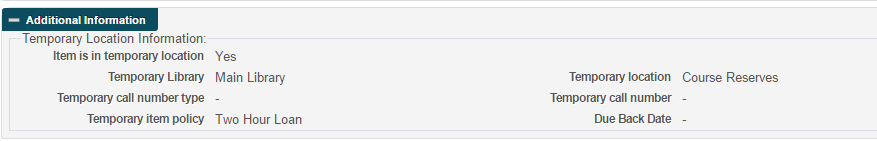 Additional Information
Temporary Location Information:
Item is in temporary location Yes
Temporary Library Main Library Temporary location Course Reserves
Temporary call number type - Temporary call number -
Temporary item policy Two Hour Loan Due Back Date -